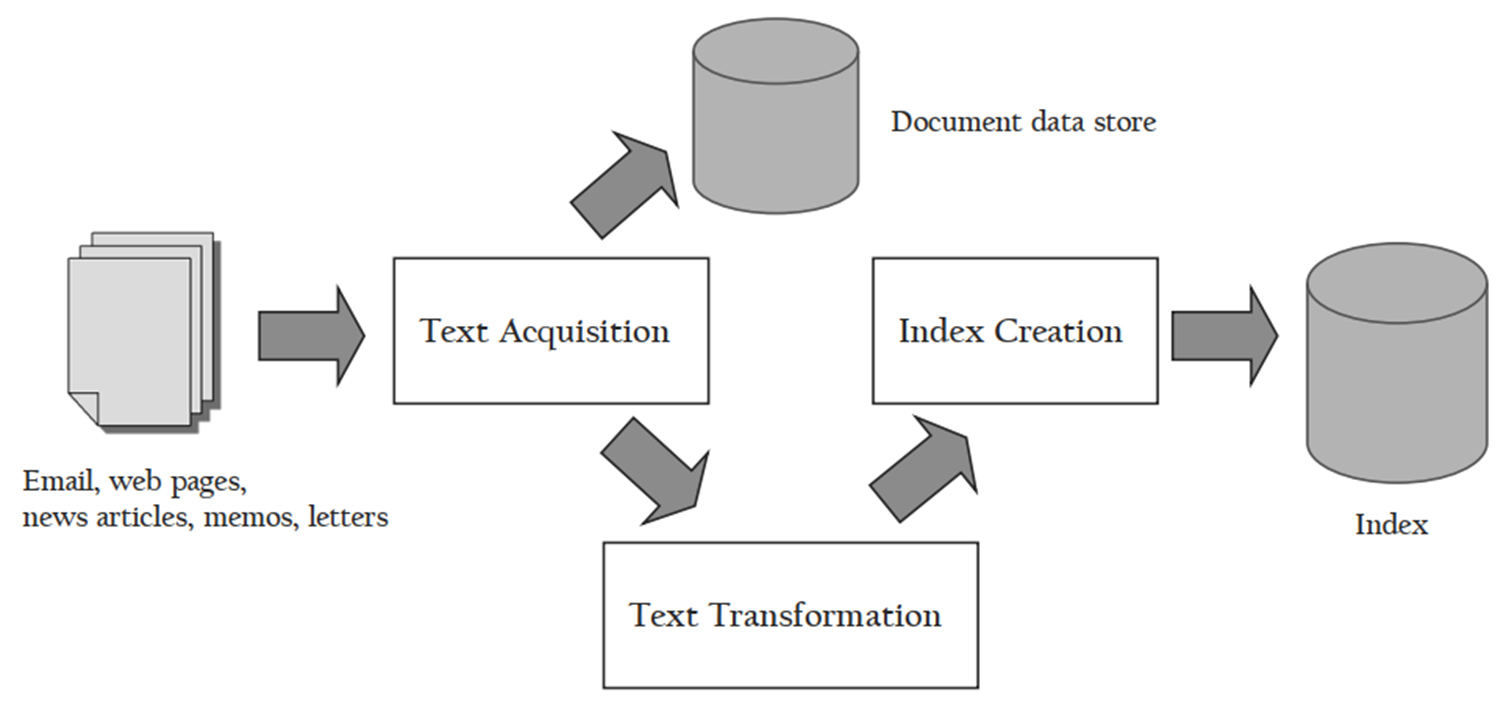 Document data store
Text Acquisition
Index Creation
Email, web pages,
news articles, memos, letters
Index
Text Transformation